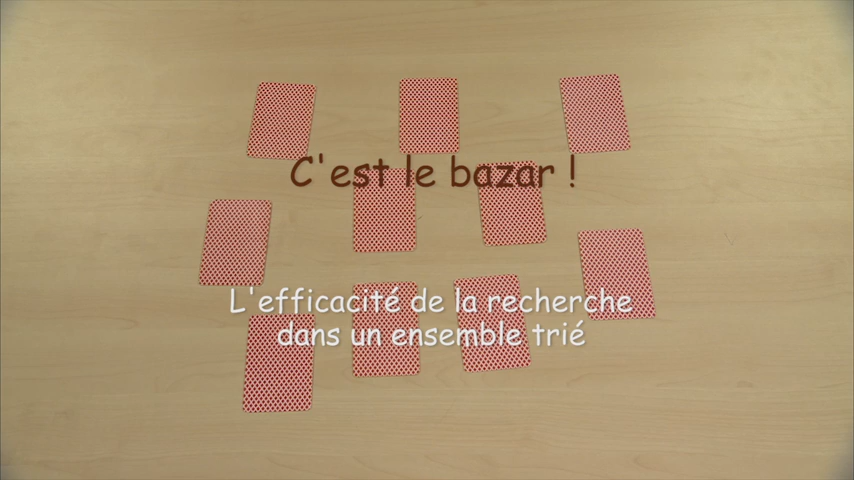 C'est le bazar !
L'efficacité de la recherche
dans un ensemble trié